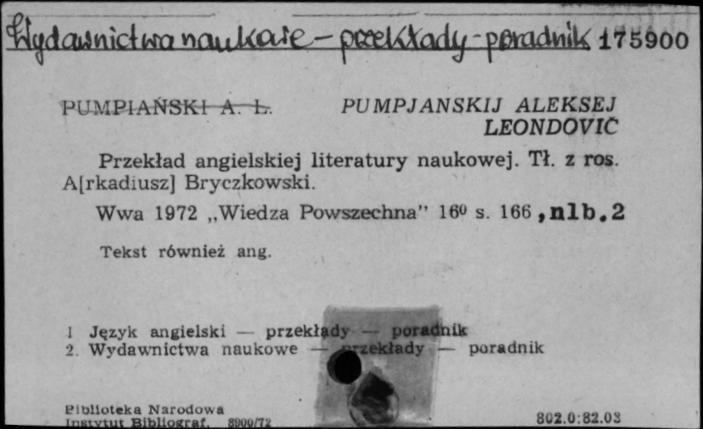 Wydawnictwa naukowe - przekłady - poradnik 175900
PUMPIAŃSKI A. L. PUMPJANSKIJ ALEKSEJ
LEONDOVIČ
Przekład angielskiej literatury naukowej. Tł. z ros.
A[rkadiusz] Bryczkowski.
Wwa 1972 „Wiedza Powszechna” 16⁰ s. 166, nlb. 2
Tekst również ang.
1 Język angielski — przekłady — poradnik
2. Wydawnictwa naukowe — przekłady — poradnik
Biblioteka Narodowa
Instytut Bibliograf. 8900/72 802.0:82.03